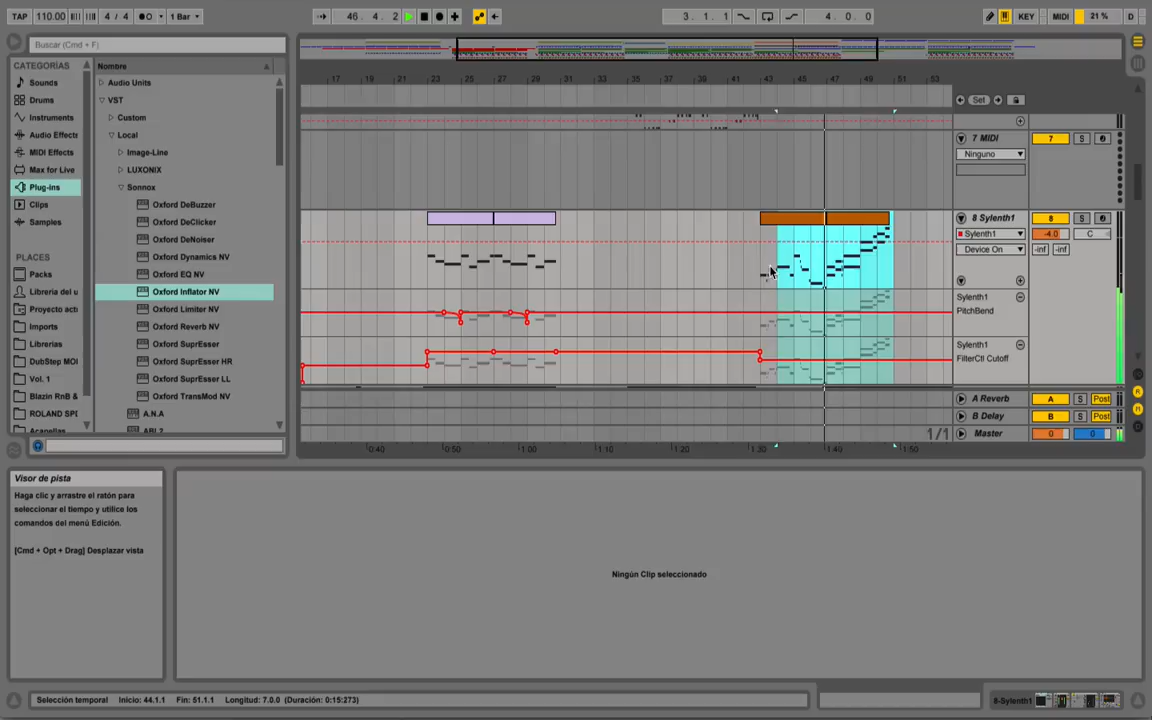 TAP 110.00 4 / 4 1 Bar 46. 4. 2 3. 1. 1 4. 0. 0 KEY MIDI 21 % D
Buscar (Cmd + F)
CATEGORÍAS
Sounds
Drums
Instruments
Audio Effects
MIDI Effects
Max for Live
Plug-ins
Clips
Samples
PLACES
Packs
Librería del u
Proyecto actu
Imports
Librerias
DubStep MOI
Vol. 1
Blazin RnB &
ROLAND SPE
Acapellas
Nombre
Audio Units
VST
Custom
Local
Image-Line
LUXONIX
Sonnox
Oxford DeBuzzer
Oxford DeClicker
Oxford DeNoiser
Oxford Dynamics NV
Oxford EQ NV
Oxford Inflator NV
Oxford Limiter NV
Oxford Reverb NV
Oxford SuprEsser
Oxford SuprEsser HR
Oxford SuprEsser LL
Oxford TransMod NV
A.N.A
17 19 21 23 25 27 29 31 33 35 37 39 41 43 45 47 49 51 53
Set
7 MIDI 7 S
Ninguno
8 Sylenth1 8 S
Sylenth1 -4.0 C
Device On -inf -inf
Sylenth1
PitchBend
Sylenth1
FilterCtl Cutoff
A Reverb A S Post
B Delay B S Post
1/1 Master 0 0
0:40 0:50 1:00 1:10 1:20 1:30 1:40 1:50
Visor de pista
Haga clic y arrastre el ratón para
seleccionar el tiempo y utilice los
comandos del menú Edición.
[Cmd + Opt + Drag] Desplazar vista
Ningún Clip seleccionado
Selección temporal Inicio: 44.1.1 Fin: 51.1.1 Longitud: 7.0.0 (Duración: 0:15:273)
8-Sylenth1